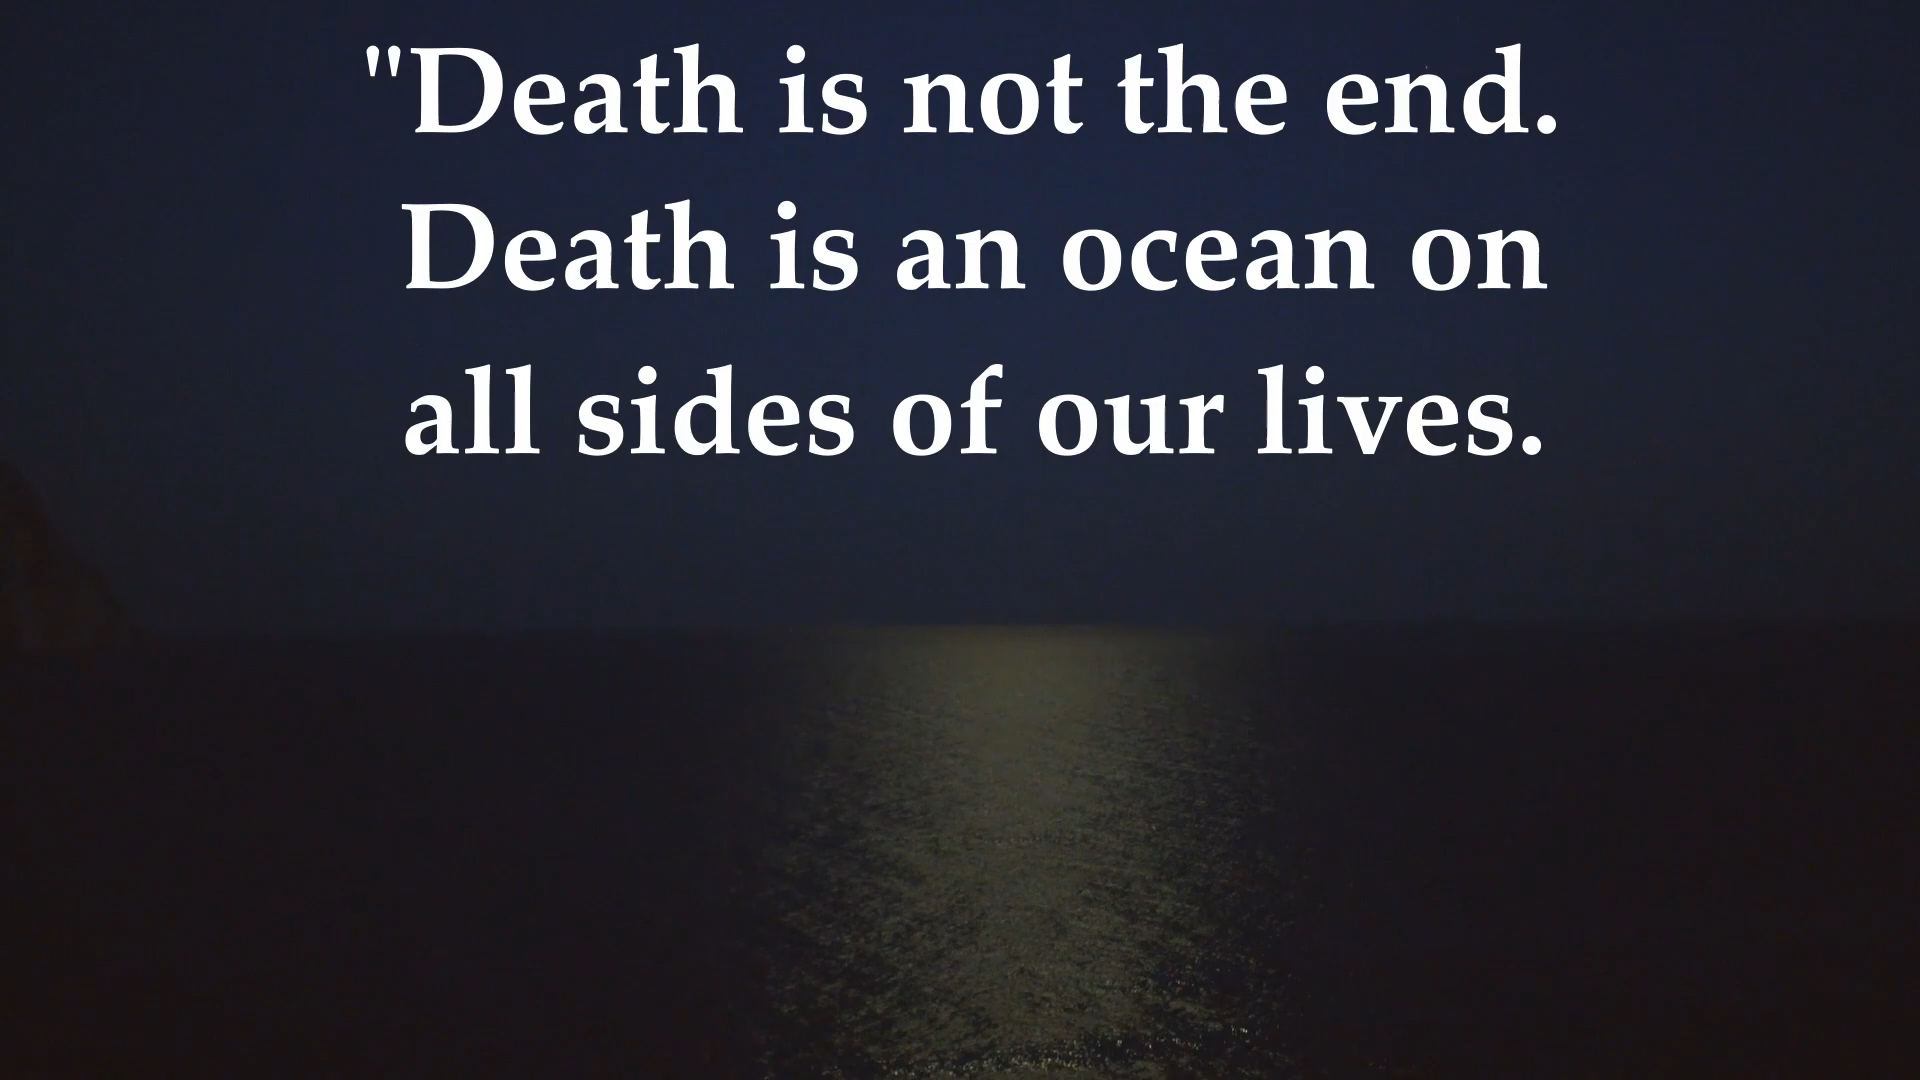 "Death is not the end.
Death is an ocean on
all sides of our lives.